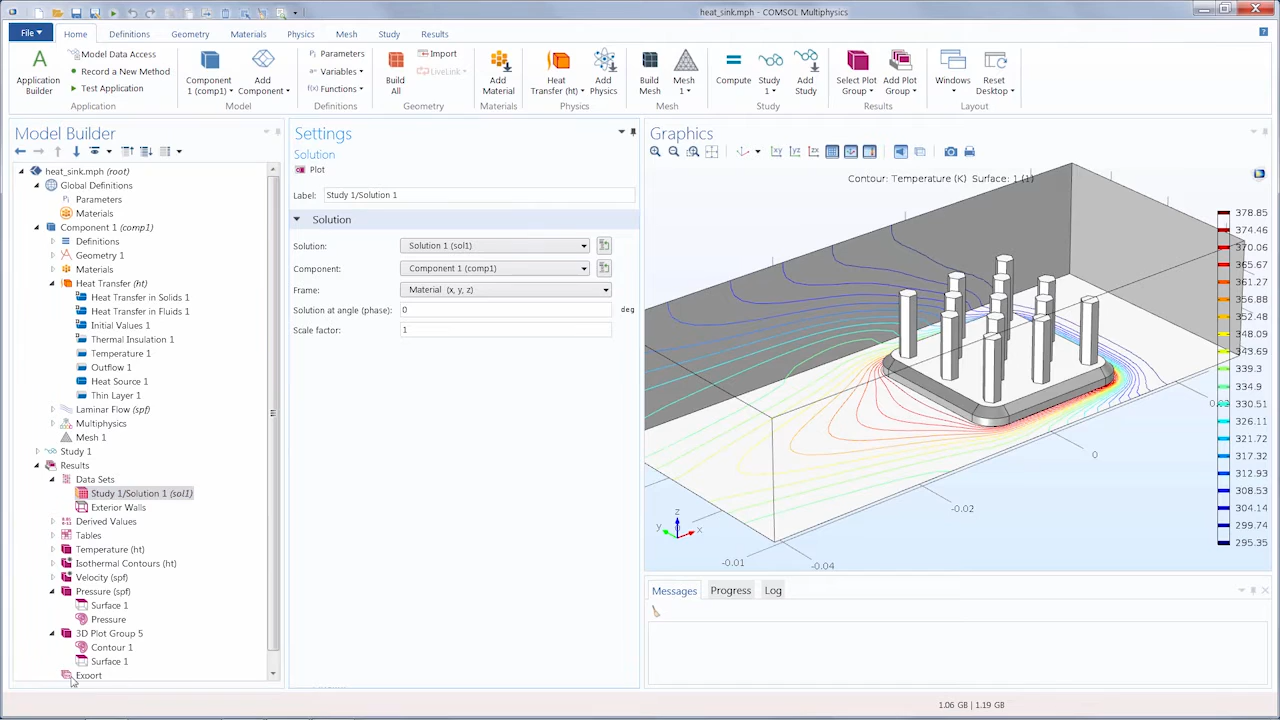 heat_sink.mph - COMSOL Multiphysics
File
Home
Definitions
Geometry
Materials
Physics
Mesh
Study
Results
Application Builder
Model Data Access
Record a New Method
Test Application
Application
Component 1 (comp1)
Add Component
Model
Parameters
Variables
Functions
Definitions
Build All
Import
LiveLink
Geometry
Add Material
Materials
Heat Transfer (ht)
Add Physics
Physics
Build Mesh
Mesh 1
Mesh
Compute
Study 1
Add Study
Study
Select Plot Group
Add Plot Group
Results
Windows
Reset Desktop
Layout
Model Builder
heat_sink.mph (root)
Global Definitions
Parameters
Materials
Component 1 (comp1)
Definitions
Geometry 1
Materials
Heat Transfer (ht)
Heat Transfer in Solids 1
Heat Transfer in Fluids 1
Initial Values 1
Thermal Insulation 1
Temperature 1
Outflow 1
Heat Source 1
Thin Layer 1
Laminar Flow (spf)
Multiphysics
Mesh 1
Study 1
Results
Data Sets
Study 1/Solution 1 (sol1)
Exterior Walls
Derived Values
Tables
Temperature (ht)
Isothermal Contours (ht)
Velocity (spf)
Pressure (spf)
Surface 1
Pressure
3D Plot Group 5
Contour 1
Surface 1
Export
Settings
Solution
Plot
Label: Study 1/Solution 1
Solution
Solution: Solution 1 (sol1)
Component: Component 1 (comp1)
Frame: Material (x, y, z)
Solution at angle (phase): 0 deg
Scale factor: 1
Graphics
Contour: Temperature (K) Surface: 1 (1)
378.85
374.46
370.06
365.67
361.27
356.88
352.48
348.09
343.69
339.3
334.9
330.51
326.11
321.72
317.32
312.93
308.53
304.14
299.74
295.35
0
-0.02
-0.04
-0.01
z
y
x
Messages
Progress
Log
1.06 GB | 1.19 GB